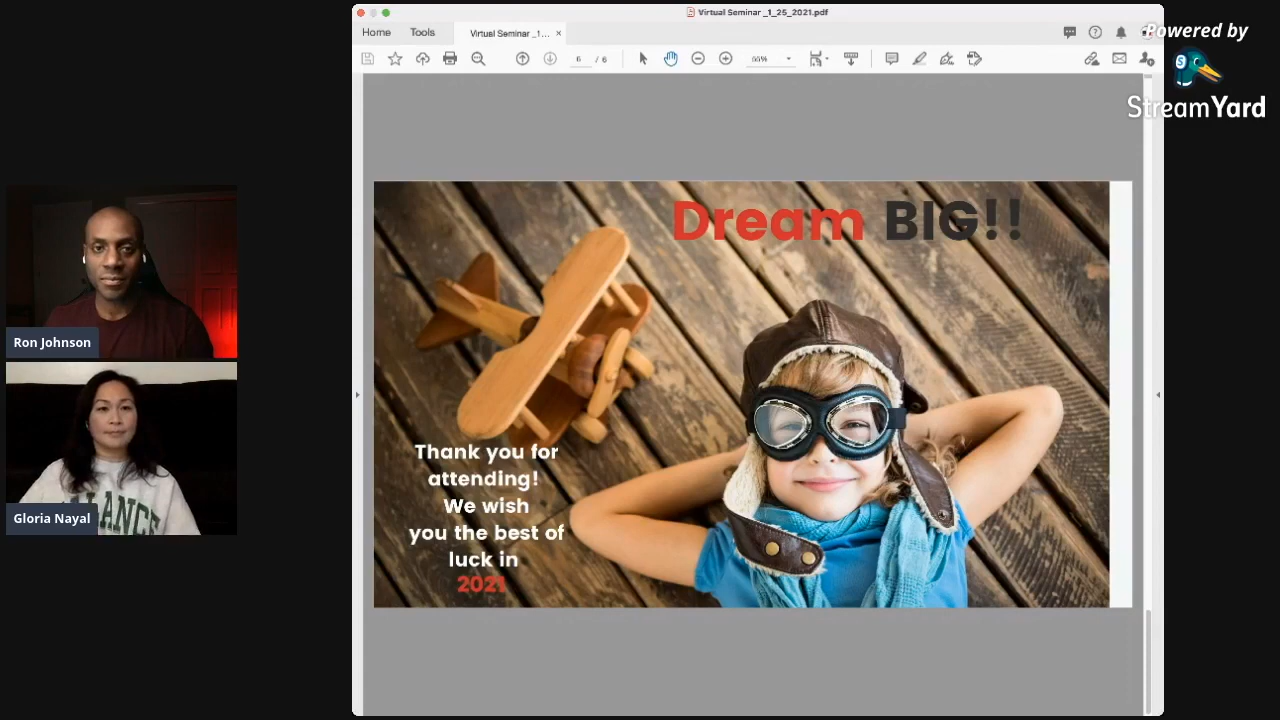 Virtual Seminar _1_25_2021.pdf
Home
Tools
Virtual Seminar _1...
×
6 / 6
Powered by
StreamYard
Dream BIG!!
Ron Johnson
Gloria Nayal
ALANCE
Thank you for
attending!
We wish
you the best of
luck in
2021